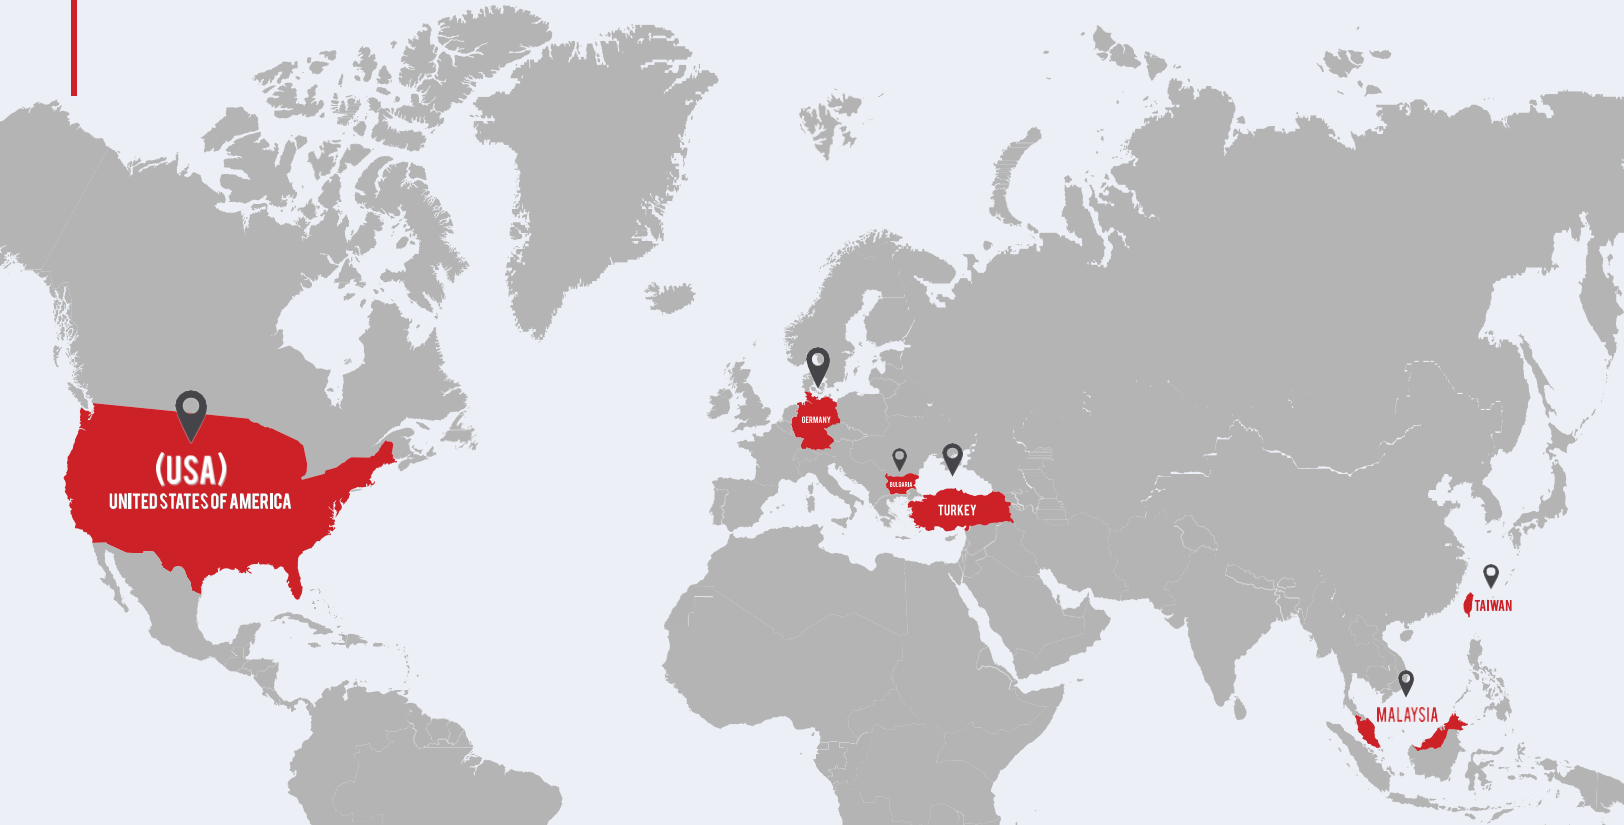 (USA)
UNITED STATES OF AMERICA
GERMANY
BULGARIA
TURKEY
TAIWAN
MALAYSIA